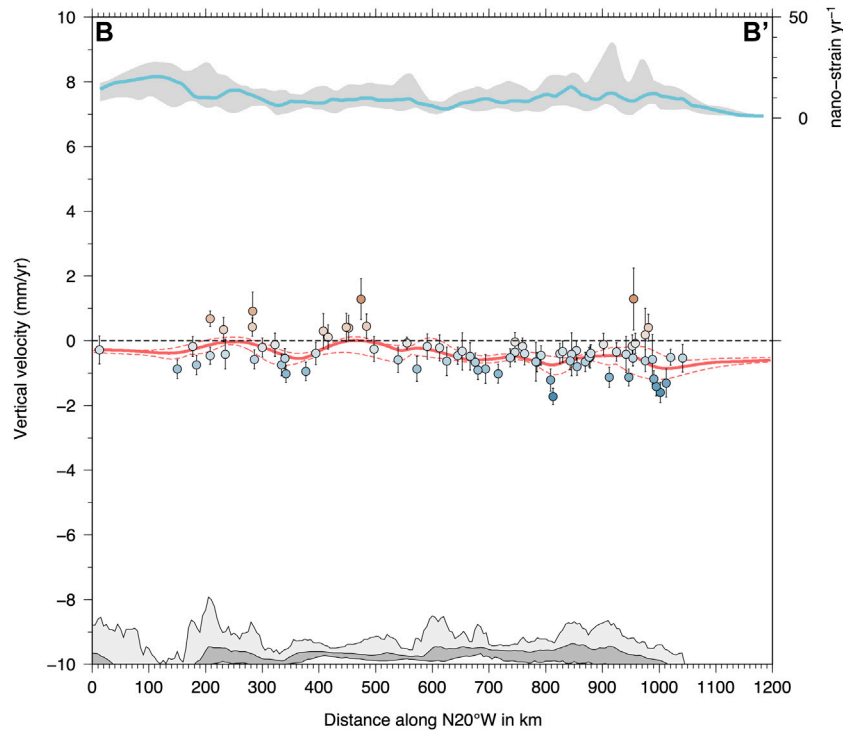 B
B’
10
8
6
4
2
0
−2
−4
−6
−8
−10
Vertical velocity (mm/yr)
50
0
nano−strain yr⁻¹
0 100 200 300 400 500 600 700 800 900 1000 1100 1200
Distance along N20°W in km